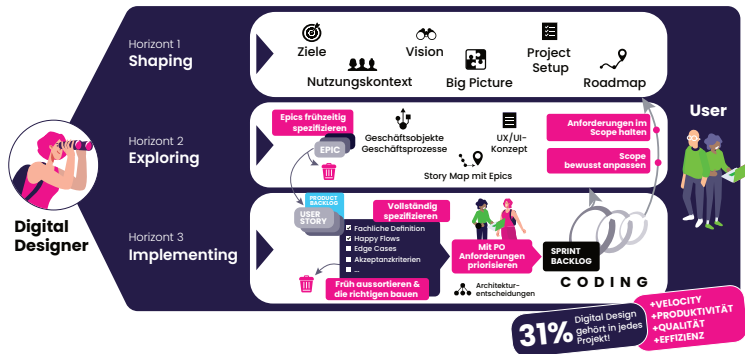 Horizont 1
Shaping
Ziele
Nutzungskontext
Vision
Big Picture
Project
Setup
Roadmap
Digital
Designer
Horizont 2
Exploring
Epics frühzeitig
spezifizieren
EPIC
Geschäftsobjekte
Geschäftsprozesse
UX/UI-
Konzept
Story Map mit Epics
Anforderungen im
Scope halten
Scope
bewusst anpassen
User
Horizont 3
Implementing
PRODUCT
BACKLOG
USER
STORY
Vollständig
spezifizieren
Fachliche Definition
Happy Flows
Edge Cases
Akzeptanzkriterien
...
Früh aussortieren &
die richtigen bauen
Mit PO
Anforderungen
priorisieren
Architektur-
entscheidungen
SPRINT
BACKLOG
CODING
31% Digital Design
gehört in jedes
Projekt!
+VELOCITY
+PRODUKTIVITÄT
+QUALITÄT
+EFFIZIENZ